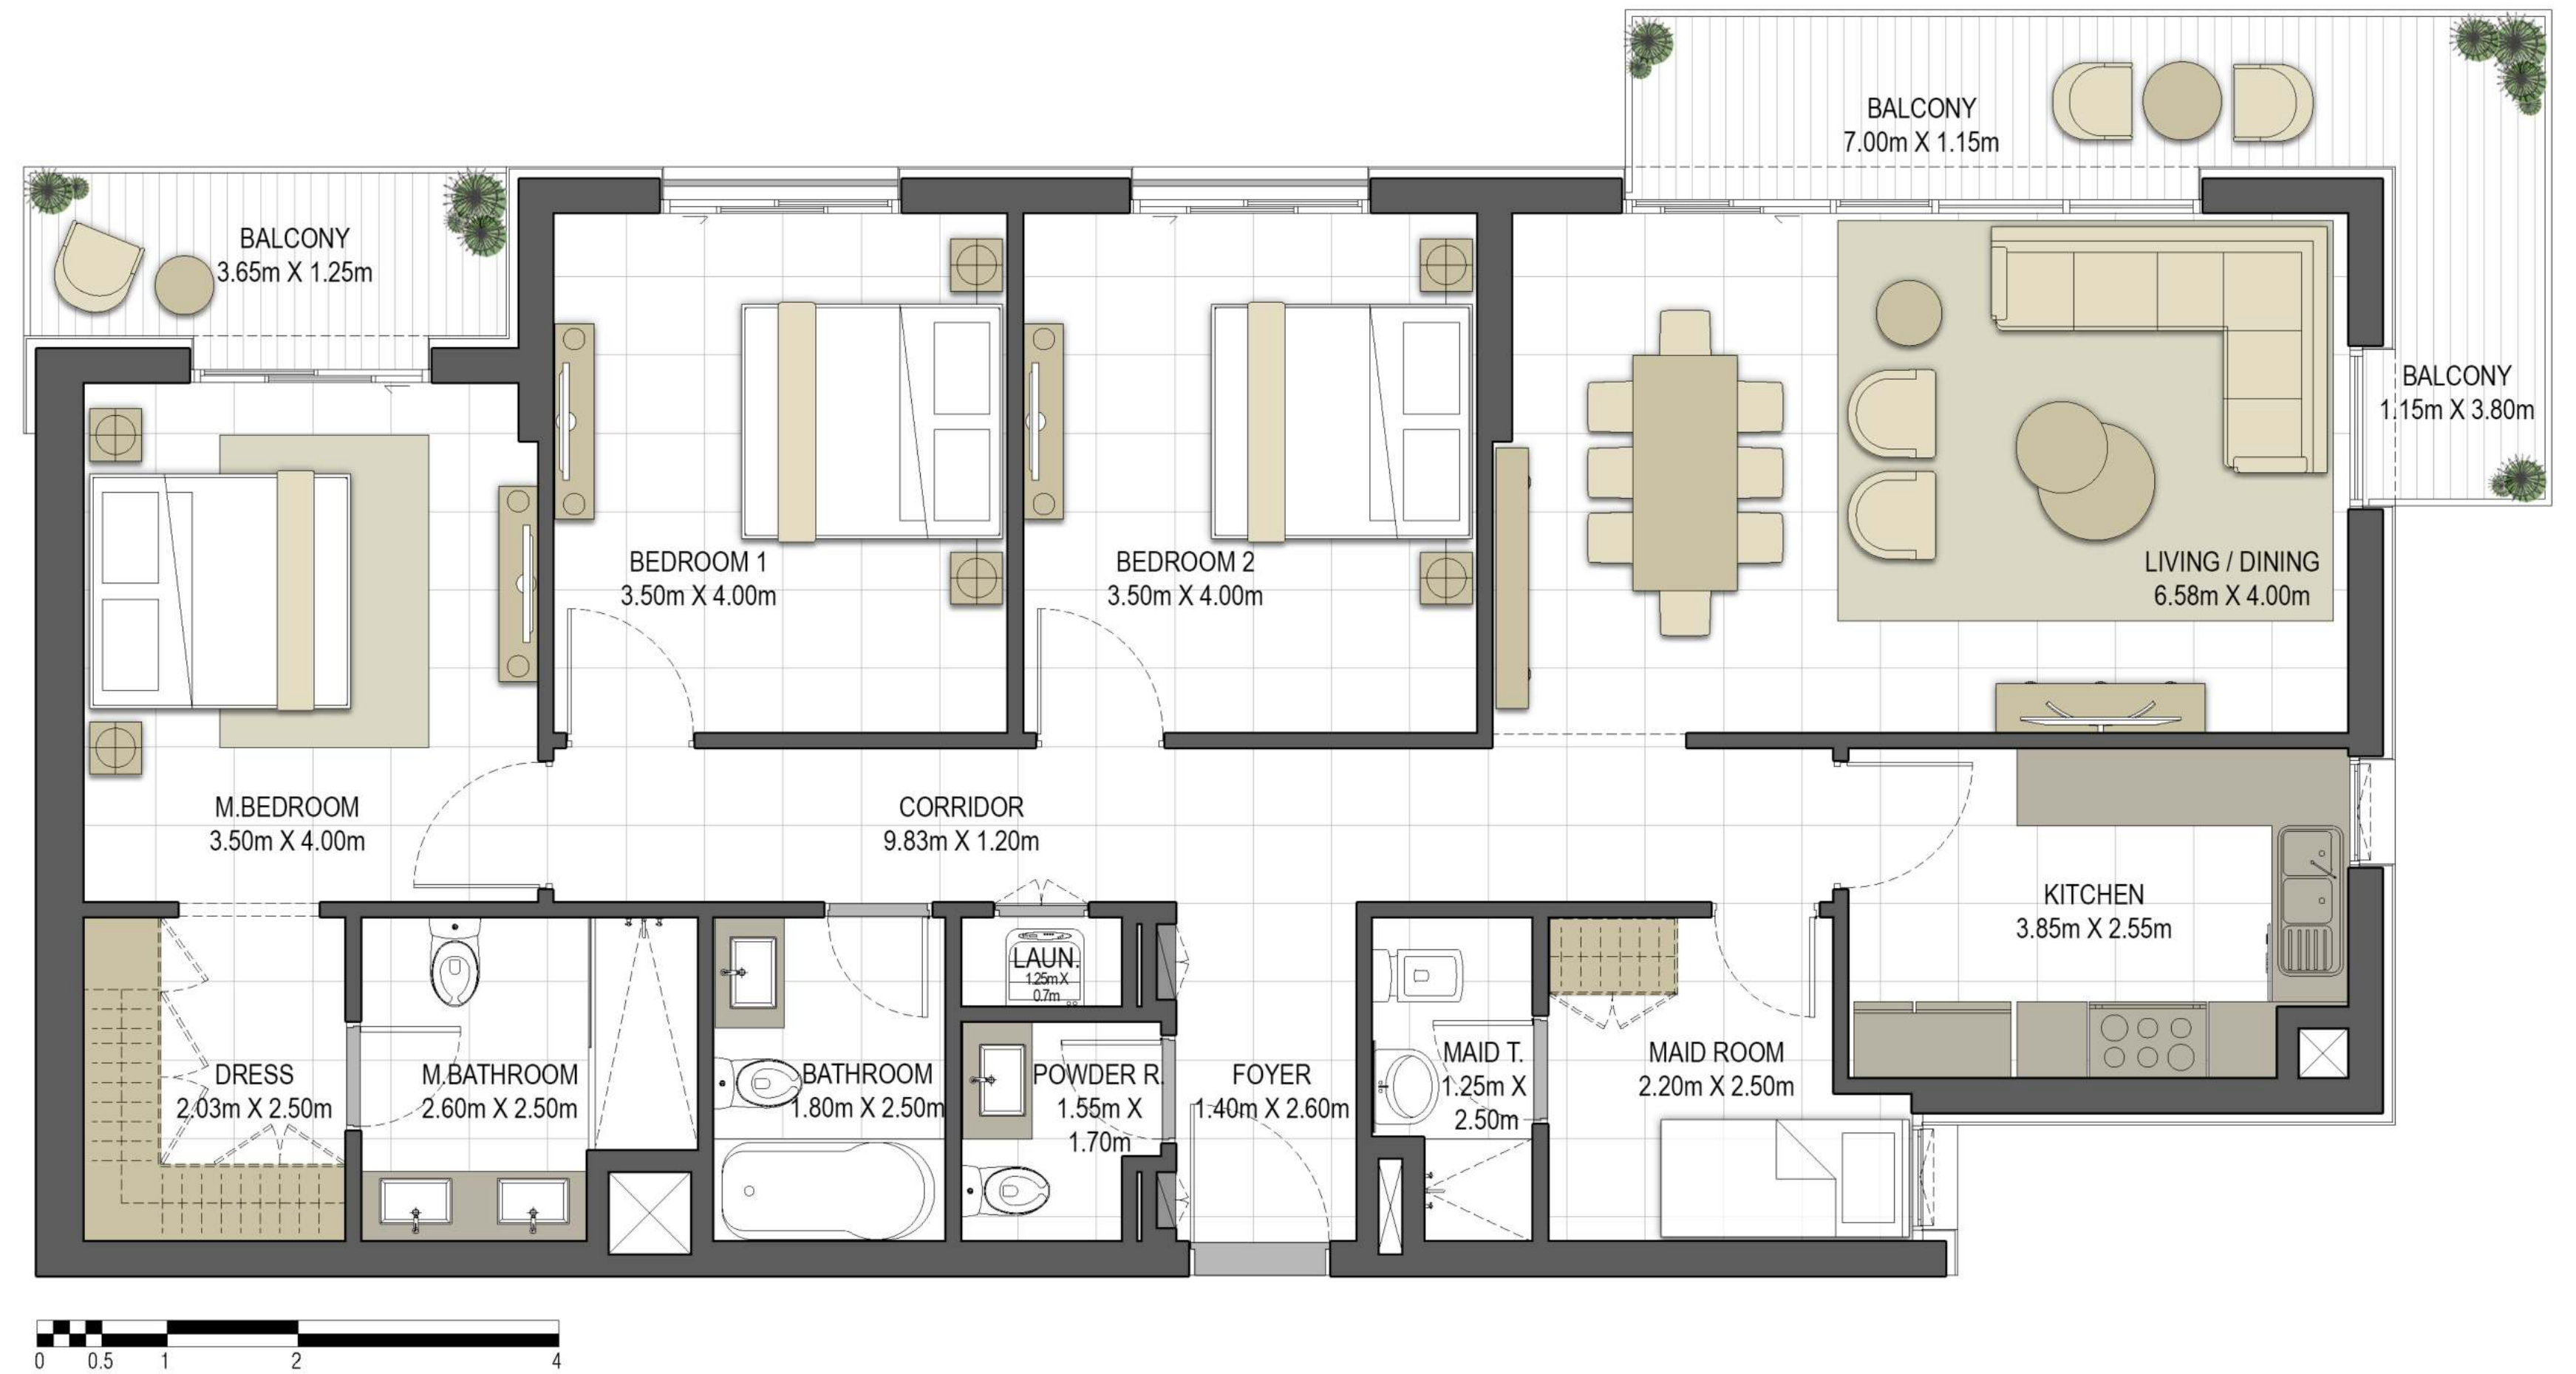 BALCONY
7.00m X 1.15m
BALCONY
3.65m X 1.25m
BALCONY
1.15m X 3.80m
BEDROOM 1
3.50m X 4.00m
BEDROOM 2
3.50m X 4.00m
LIVING / DINING
6.58m X 4.00m
M.BEDROOM
3.50m X 4.00m
CORRIDOR
9.83m X 1.20m
KITCHEN
3.85m X 2.55m
LAUN.
1.25m X
0.7m
DRESS
2.03m X 2.50m
M.BATHROOM
2.60m X 2.50m
BATHROOM
1.80m X 2.50m
POWDER R.
1.55m X
1.70m
FOYER
1.40m X 2.60m
MAID T.
1.25m X
2.50m
MAID ROOM
2.20m X 2.50m
0 0.5 1 2 4